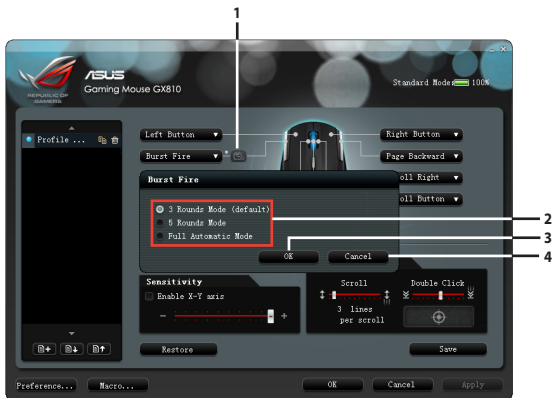 1
REPUBLIC OF
GAMERS
ASUS
Gaming Mouse GX810
Standard Mode 100%
Profile ...
Left Button
Right Button
Burst Fire
Page Backward
Burst Fire
oll Right
oll Button
3 Rounds Mode (default)
5 Rounds Mode
Full Automatic Mode
2
3
OK
Cancel
4
Sensitivity
Enable X-Y axis
Scroll
Double Click
3 lines
per scroll
Restore
Save
Preference...
Macro...
OK
Cancel
Apply